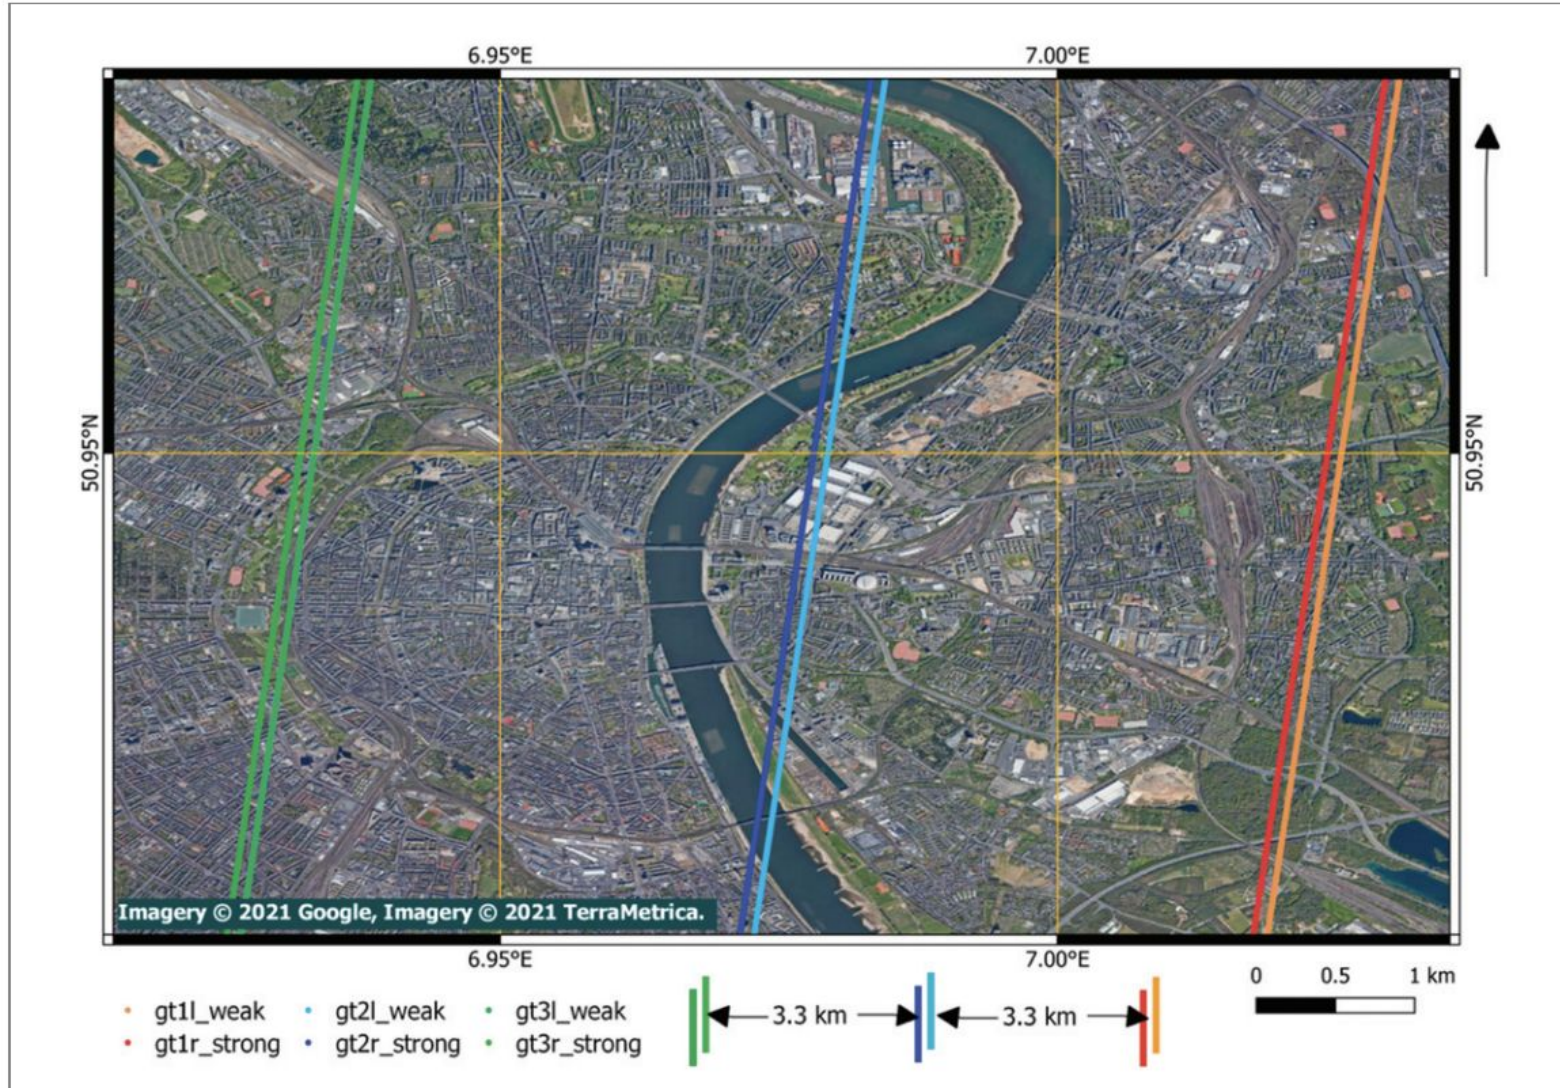 6.95°E 7.00°E
50.95°N
50.95°N
Imagery © 2021 Google, Imagery © 2021 TerraMetrica.
6.95°E 7.00°E
gt1l_weak gt2l_weak gt3l_weak
gt1r_strong gt2r_strong gt3r_strong
3.3 km 3.3 km
0 0.5 1 km